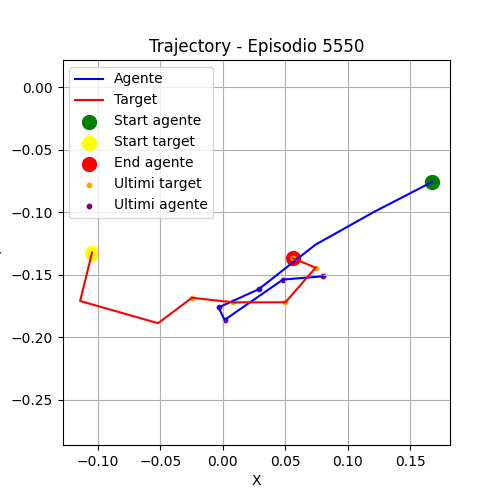 Trajectory - Episodio 5550
Agente
Target
Start agente
Start target
End agente
Ultimi target
Ultimi agente
0.00
−0.05
−0.10
−0.15
−0.20
−0.25
−0.10
−0.05
0.00
0.05
0.10
0.15
X